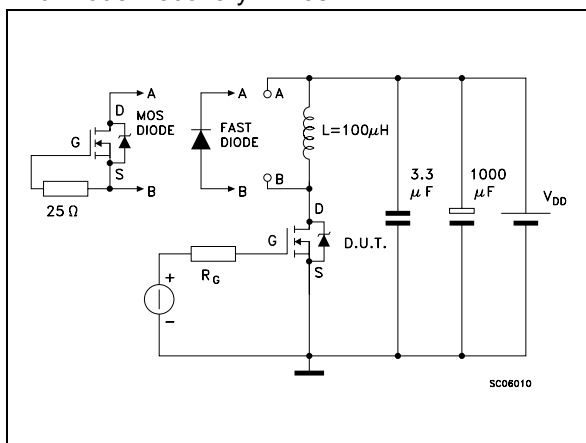 A
D
MOS
DIODE
G
S
B
25 Ω
A
FAST
DIODE
B
A
L=100μH
B
D
G
D.U.T.
S
R_G
+
−
3.3
μF
1000
μF
V_DD
SC06010